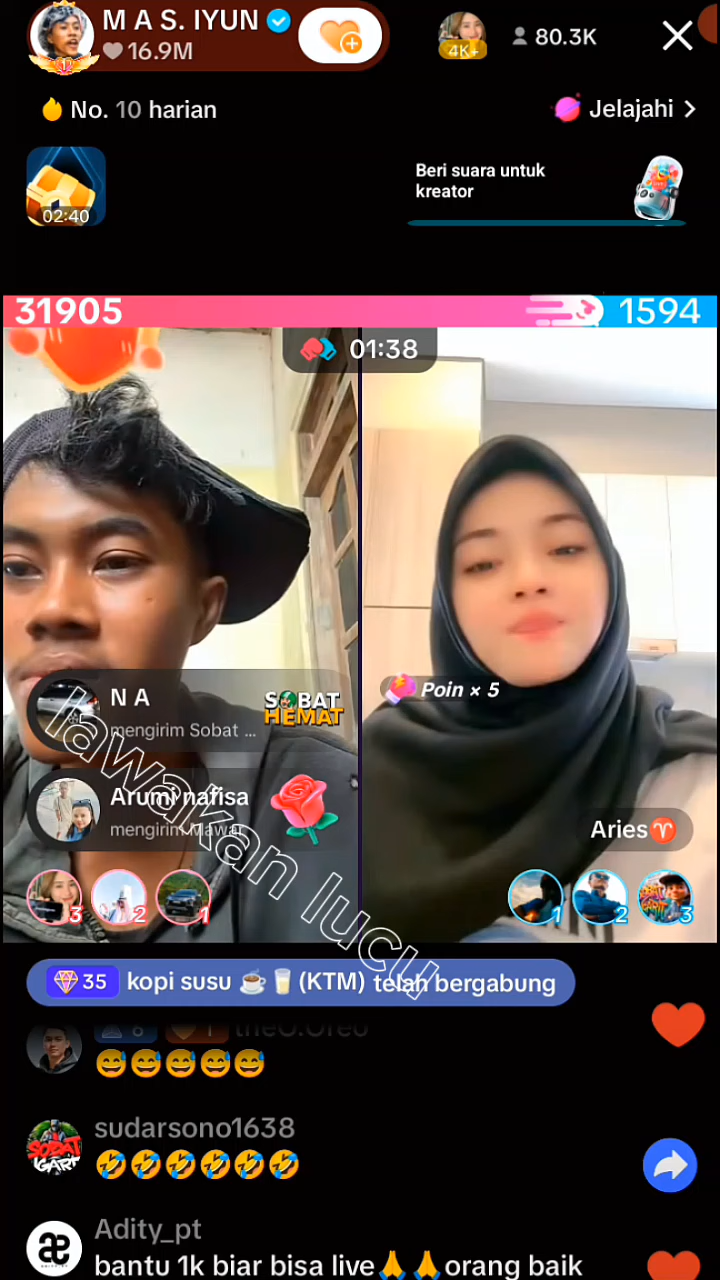 M A S. IYUN
16.9M
4K+
80.3K
No. 10 harian
Jelajahi
02:40
Beri suara untuk
kreator
31905
1594
01:38
N A
mengirim Sobat ...
SOBAT
HEMAT
Poin × 5
Arumi nafisa
mengirim Mawar
Aries
3
2
1
1
2
3
lawakan lucu
35 kopi susu ☕🥛(KTM) telah bergabung
6
1
😅😅😅😅😅
sudarsono1638
🤣🤣🤣🤣🤣🤣
Adity_pt
bantu 1k biar bisa live🙏🙏orang baik